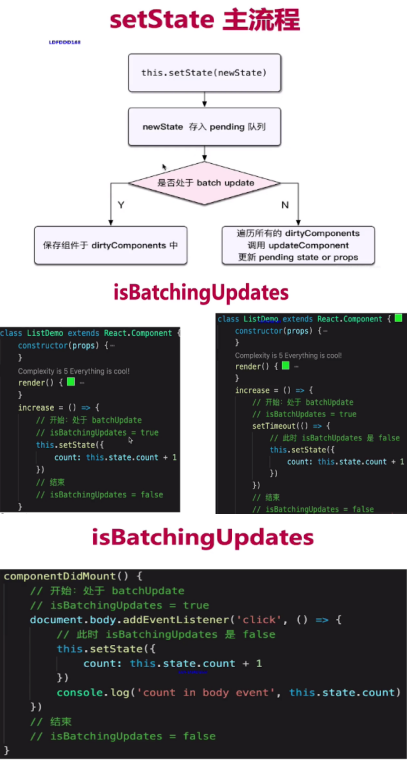 setState 主流程
this.setState(newState)
newState 存入 pending 队列
是否处于 batch update
Y
N
保存组件于 dirtyComponents 中
遍历所有的 dirtyComponents
调用 updateComponent
更新 pending state or props
isBatchingUpdates
class ListDemo extends React.Component {
constructor(props) {⋯
}
Complexity is 5 Everything is cool!
render() { ⋯
}
increase = () => {
// 开始：处于 batchUpdate
// isBatchingUpdates = true
this.setState({
count: this.state.count + 1
})
// 结束
// isBatchingUpdates = false
}
class ListDemo extends React.Component {
constructor(props) {⋯
}
Complexity is 5 Everything is cool!
render() { ⋯
}
increase = () => {
// 开始：处于 batchUpdate
// isBatchingUpdates = true
setTimeout(() => {
// 此时 isBatchingUpdates 是 false
this.setState({
count: this.state.count + 1
})
})
// 结束
// isBatchingUpdates = false
isBatchingUpdates
componentDidMount() {
// 开始：处于 batchUpdate
// isBatchingUpdates = true
document.body.addEventListener('click', () => {
// 此时 isBatchingUpdates 是 false
this.setState({
count: this.state.count + 1
})
console.log('count in body event', this.state.count)
})
// 结束
// isBatchingUpdates = false
}